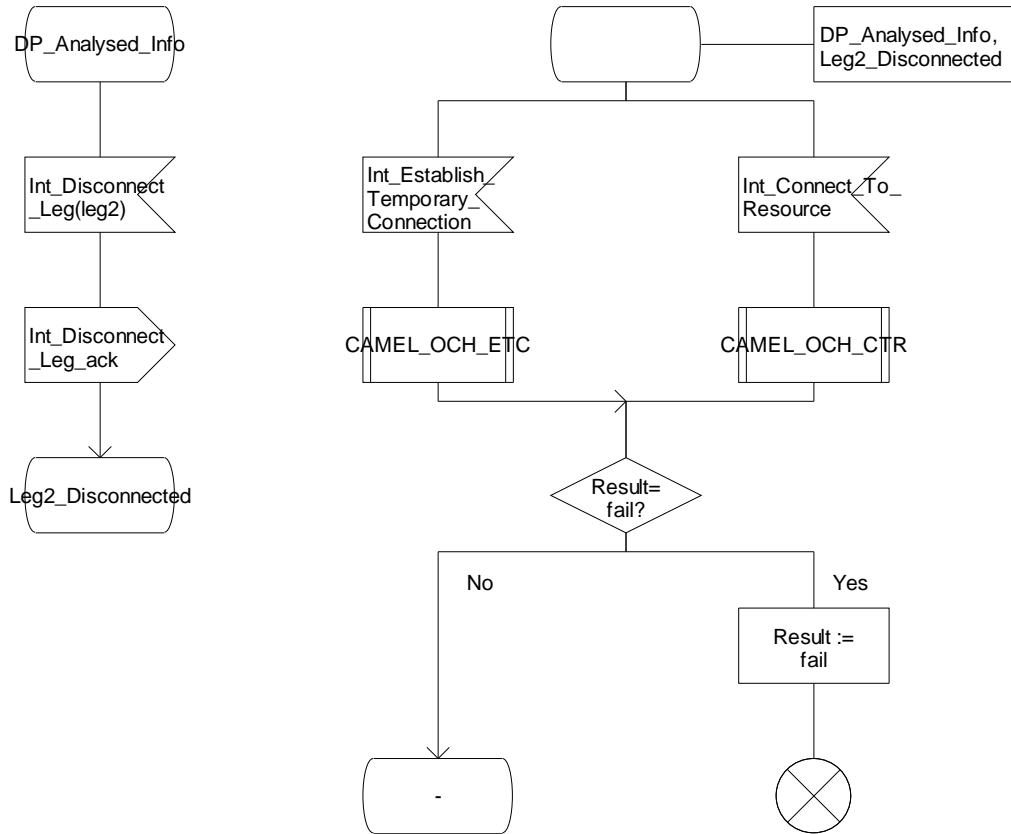 DP_Analysed_Info
Int_Disconnect
_Leg(leg2)
Int_Disconnect
_Leg_ack
Leg2_Disconnected
DP_Analysed_Info,
Leg2_Disconnected
Int_Establish_
Temporary_
Connection
Int_Connect_To_
Resource
CAMEL_OCH_ETC
CAMEL_OCH_CTR
Result=
fail?
No
Yes
Result :=
fail
-